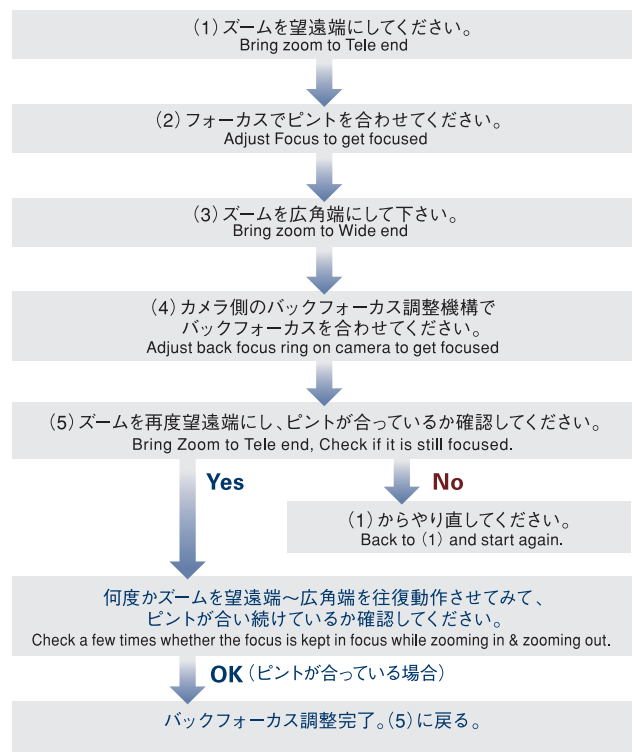 (1)ズームを望遠端にしてください。
Bring zoom to Tele end
(2)フォーカスでピントを合わせてください。
Adjust Focus to get focused
(3)ズームを広角端にして下さい。
Bring zoom to Wide end
(4)カメラ側のバックフォーカス調整機構で
バックフォーカスを合わせてください。
Adjust back focus ring on camera to get focused
(5)ズームを再度望遠端にし、ピントが合っているか確認してください。
Bring Zoom to Tele end, Check if it is still focused.
Yes
No
(1)からやり直してください。
Back to (1) and start again.
何度かズームを望遠端～広角端を往復動作させてみて、
ピントが合い続けているか確認してください。
Check a few times whether the focus is kept in focus while zooming in & zooming out.
OK(ピントが合っている場合)
バックフォーカス調整完了。(5)に戻る。